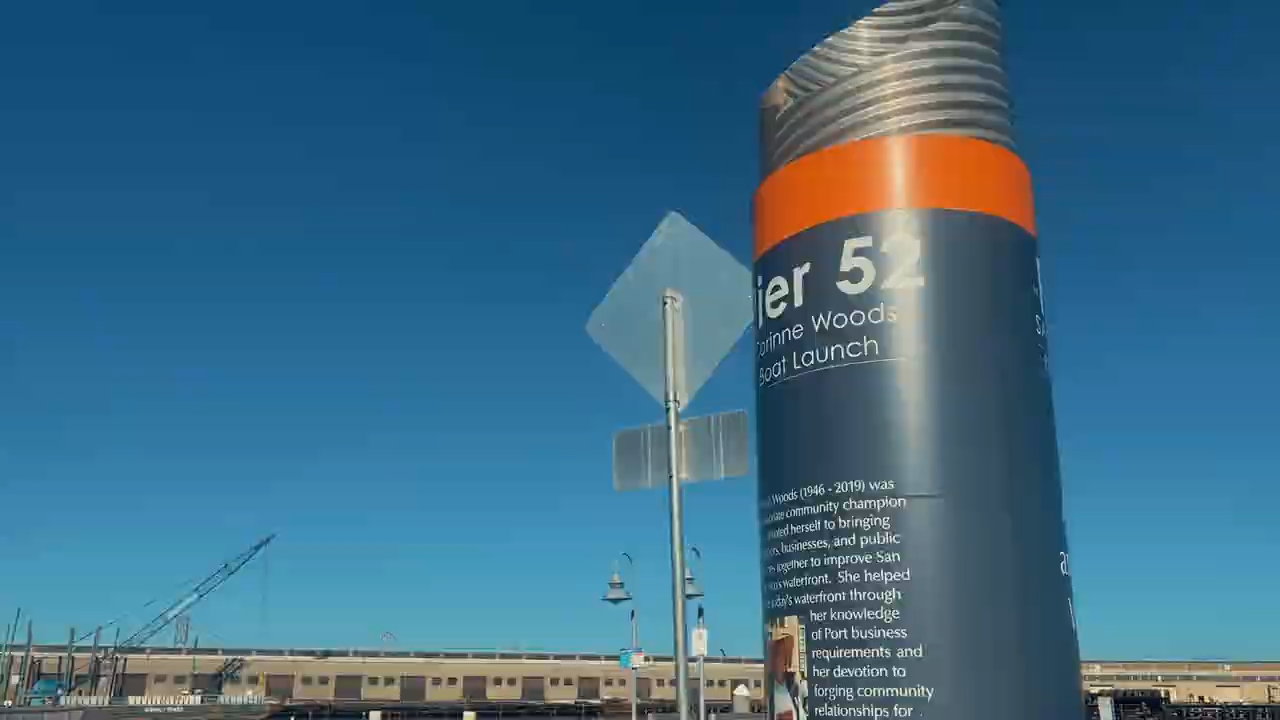 ier 52
Corinne Woods
Boat Launch
Woods (1946 - 2019) was
community champion
herself to bringing
businesses, and public
together to improve San
waterfront. She helped
today's waterfront through
her knowledge
of Port business
requirements and
her devotion to
forging community
relationships for